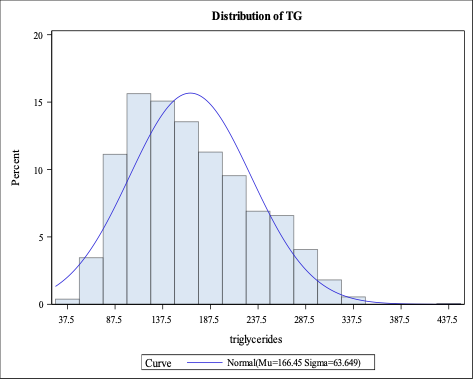 Distribution of TG
20
15
10
5
0
Percent
37.5 87.5 137.5 187.5 237.5 287.5 337.5 387.5 437.5
triglycerides
Curve Normal(Mu=166.45 Sigma=63.649)